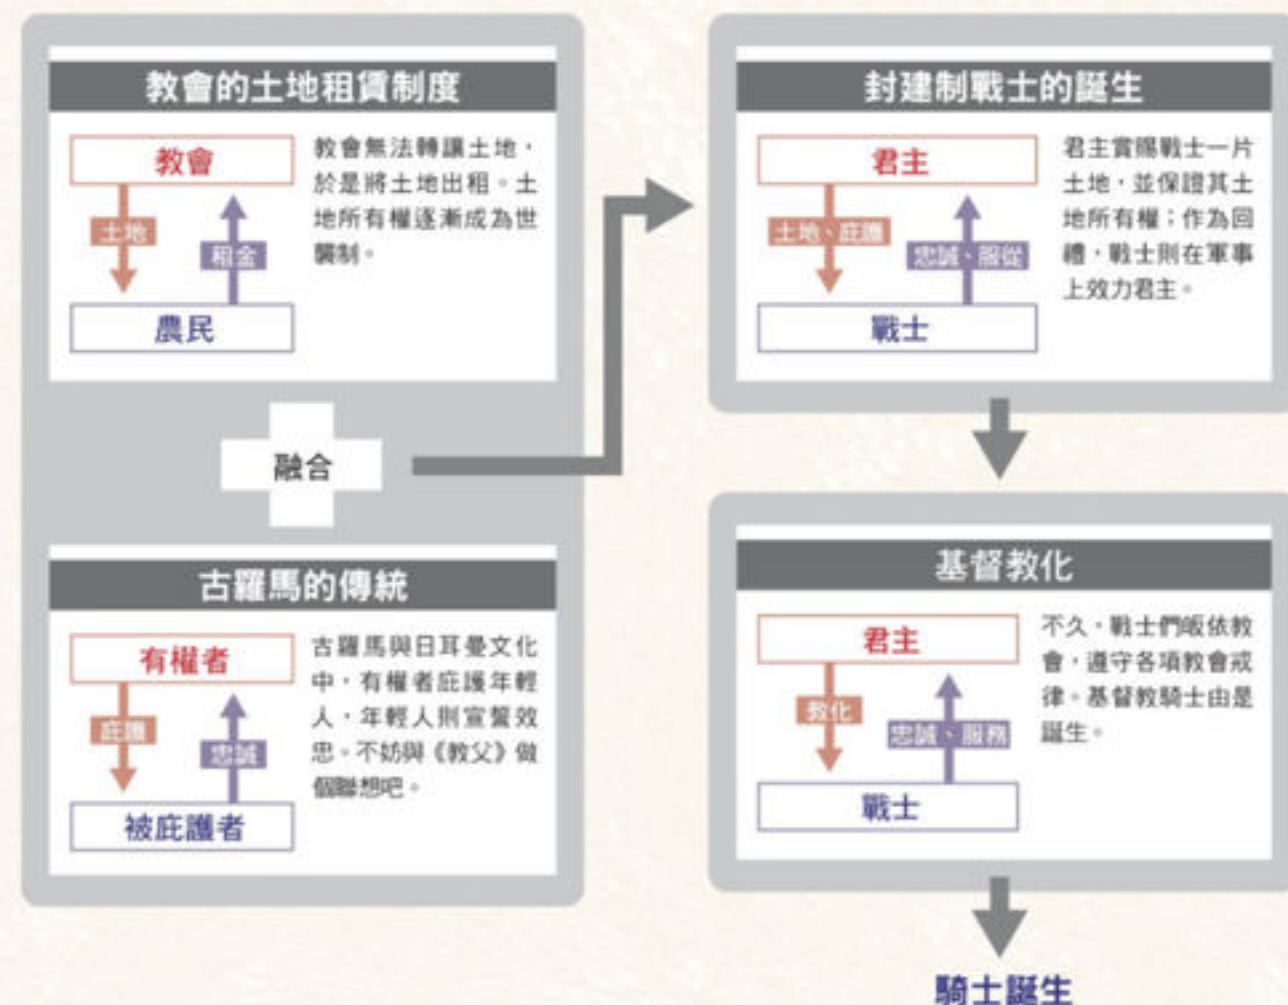 教會的土地租賃制度
教會
土地
租金
農民
教會無法轉讓土地，
於是將土地出租。土
地所有權逐漸成為世
襲制。
融合
古羅馬的傳統
有權者
庇護
忠誠
被庇護者
古羅馬與日耳曼文化
中，有權者庇護年輕
人，年輕人則宣誓效
忠。不妨與《教父》做
個聯想吧。
封建制戰士的誕生
君主
土地、庇護
忠誠、服從
戰士
君主賞賜戰士一片
土地，並保證其土
地所有權；作為回
禮，戰士則在軍事
上效力君主。
基督教化
君主
教化
忠誠、服務
戰士
不久，戰士們皈依教
會，遵守各項教會戒
律。基督教騎士由是
誕生。
騎士誕生